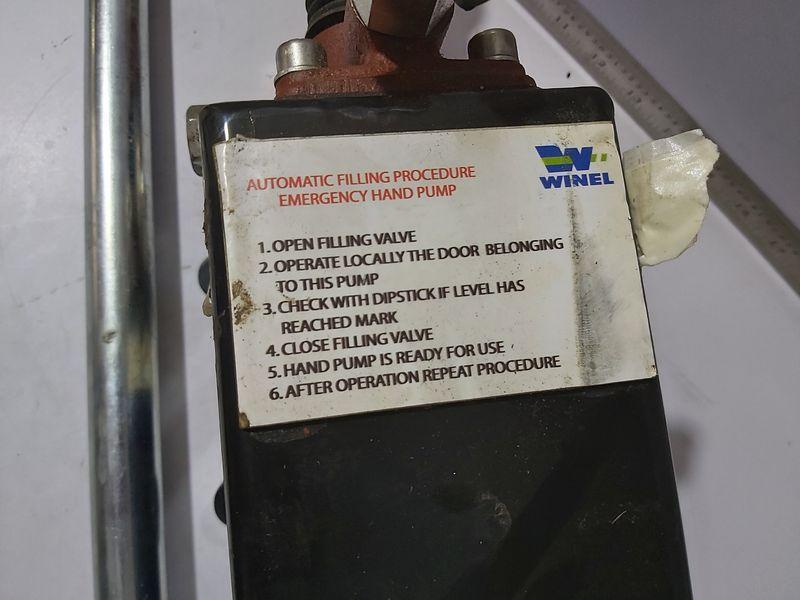 AUTOMATIC FILLING PROCEDURE
EMERGENCY HAND PUMP
WINEL
1. OPEN FILLING VALVE
2. OPERATE LOCALLY THE DOOR BELONGING
TO THIS PUMP
3. CHECK WITH DIPSTICK IF LEVEL HAS
REACHED MARK
4. CLOSE FILLING VALVE
5. HAND PUMP IS READY FOR USE
6. AFTER OPERATION REPEAT PROCEDURE